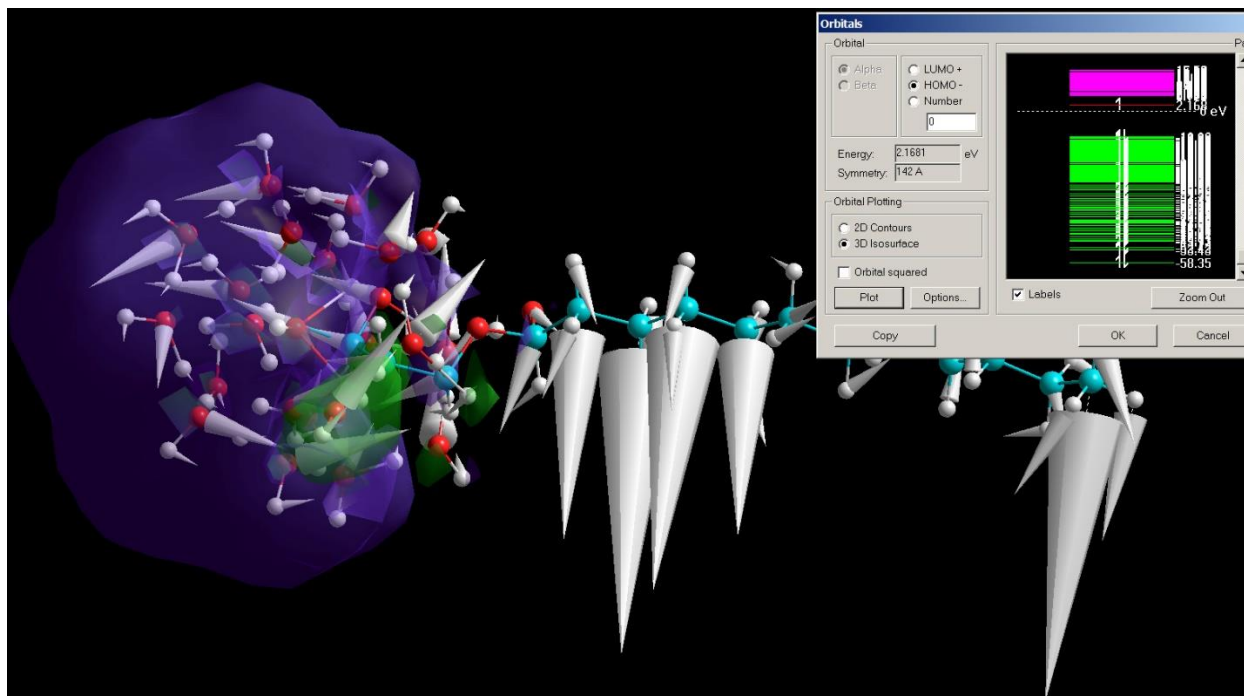 Orbitals
Orbital
Alpha
Beta
LUMO +
HOMO -
Number
0
Energy: 2.1681 eV
Symmetry: 142 A
Orbital Plotting
2D Contours
3D Isosurface
Orbital squared
Plot
Options...
Copy
1
0 eV
-58.35
Labels
Zoom Out
OK
Cancel